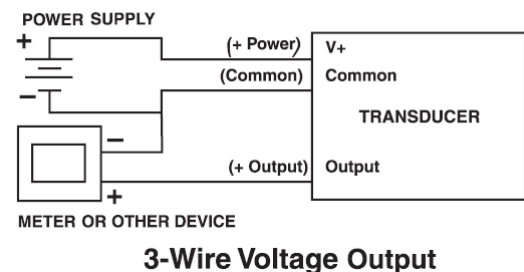 POWER SUPPLY
+
(+ Power) V+
(Common) Common
−
TRANSDUCER
−
(+ Output) Output
+
METER OR OTHER DEVICE
3-Wire Voltage Output